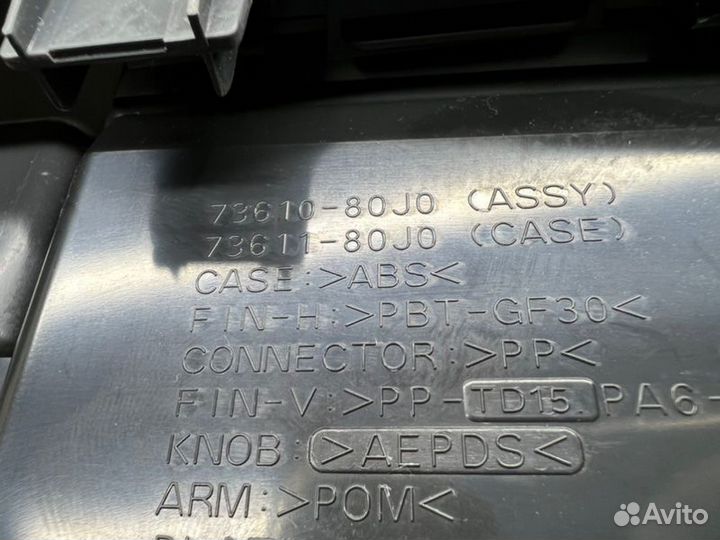 73610-80J0 (ASSY)
73611-80J0 (CASE)
CASE:>ABS<
FIN-H:>PBT-GF30<
CONNECTOR:>PP<
FIN-V:>PP-TD15.PA6-
KNOB:>AEPDS<
ARM:>POM<
Avito